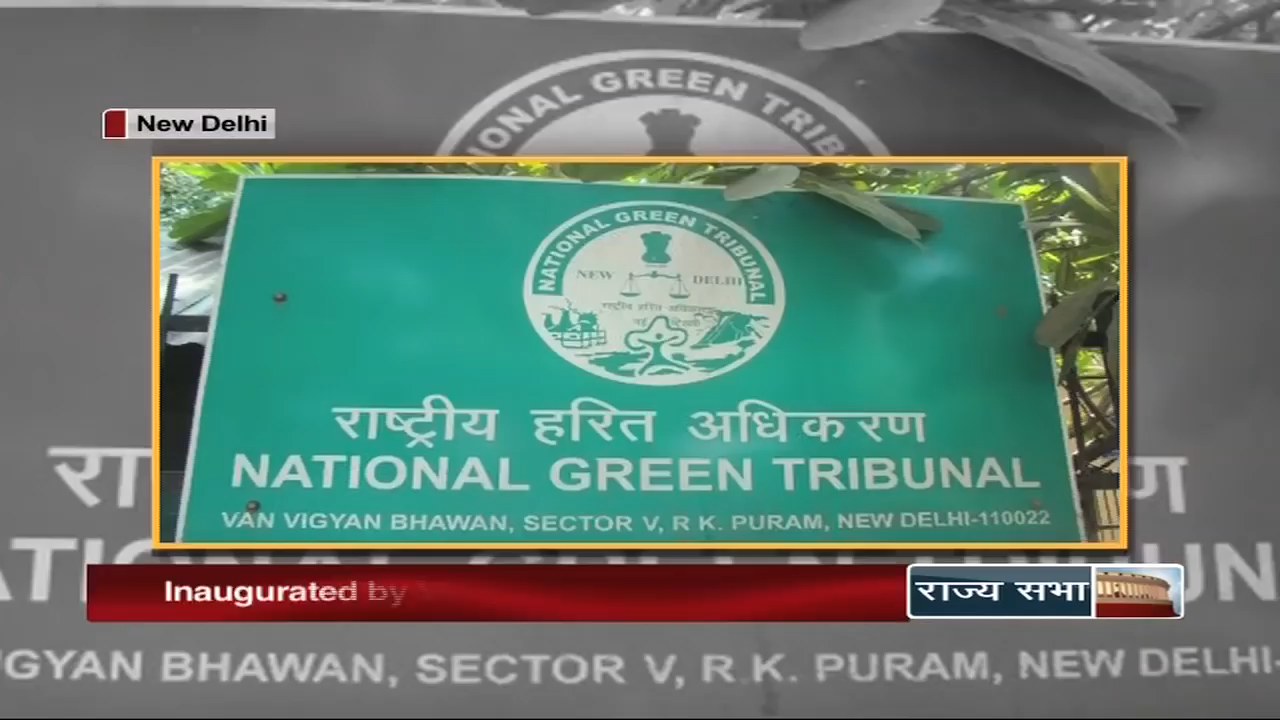 New Delhi
NATIONAL GREEN TRIBUNAL
NEW DELHI
राष्ट्रीय हरित अधिकरण
NATIONAL GREEN TRIBUNAL
VAN VIGYAN BHAWAN, SECTOR V, R K. PURAM, NEW DELHI-110022
Inaugurated by
राज्य सभा
IGYAN BHAWAN, SECTOR V, R K. PURAM, NEW DELHI-